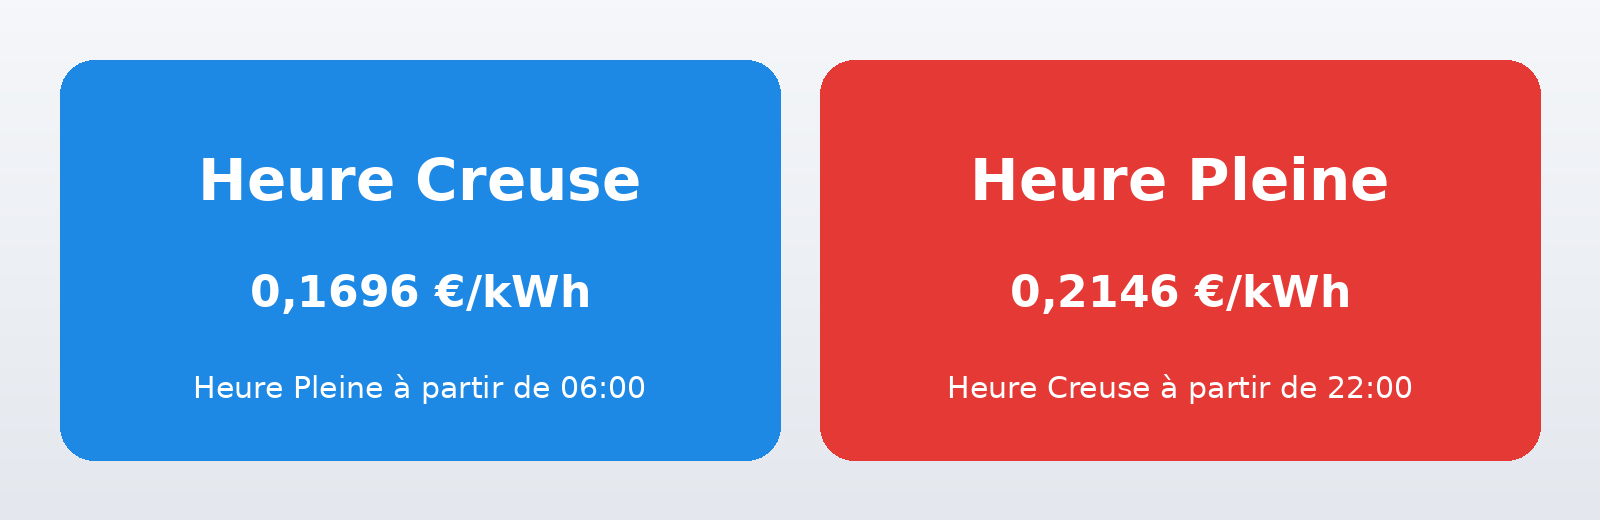 Heure Creuse
0,1696 €/kWh
Heure Pleine à partir de 06:00
Heure Pleine
0,2146 €/kWh
Heure Creuse à partir de 22:00